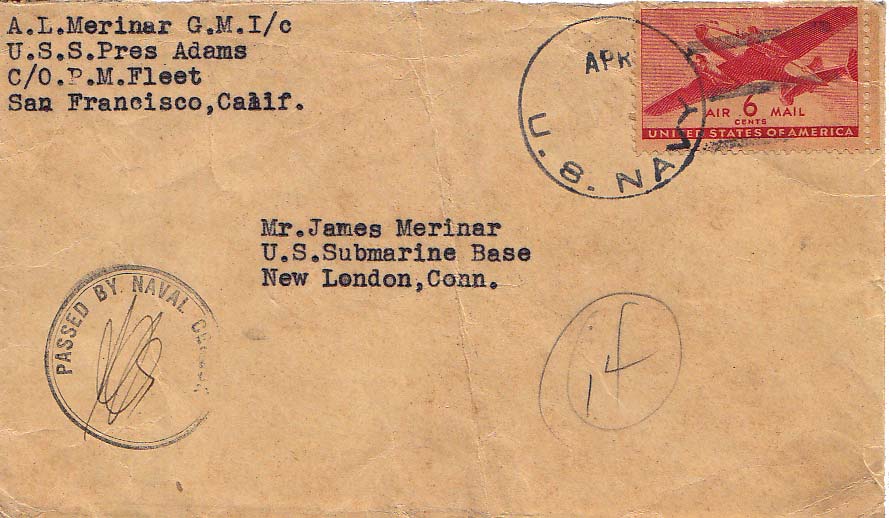 A.L.Merinar G.M.I/c
U.S.S.Pres Adams
C/O.P.M.Fleet
San Francisco,Calif.
APR
U.S. NAVY
AIR 6 MAIL
CENTS
UNITED STATES OF AMERICA
Mr.James Merinar
U.S.Submarine Base
New London,Conn.
PASSED BY NAVAL